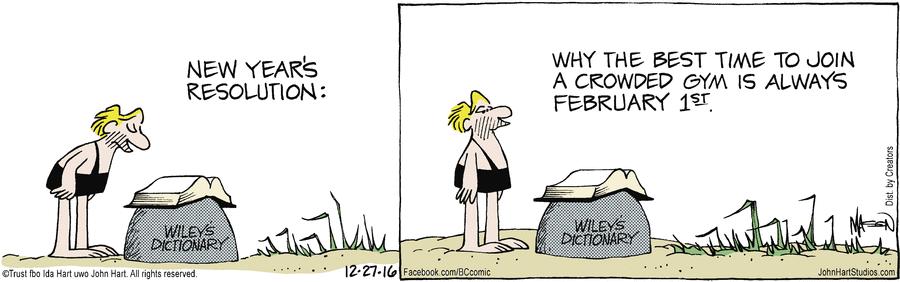 NEW YEAR'S
RESOLUTION:
WILEY'S
DICTIONARY
©Trust fbo Ida Hart uwo John Hart. All rights reserved.
12-27-16
WHY THE BEST TIME TO JOIN
A CROWDED GYM IS ALWAYS
FEBRUARY 1ST.
WILEY'S
DICTIONARY
Dist. by Creators
Facebook.com/BCcomic
JohnHartStudios.com